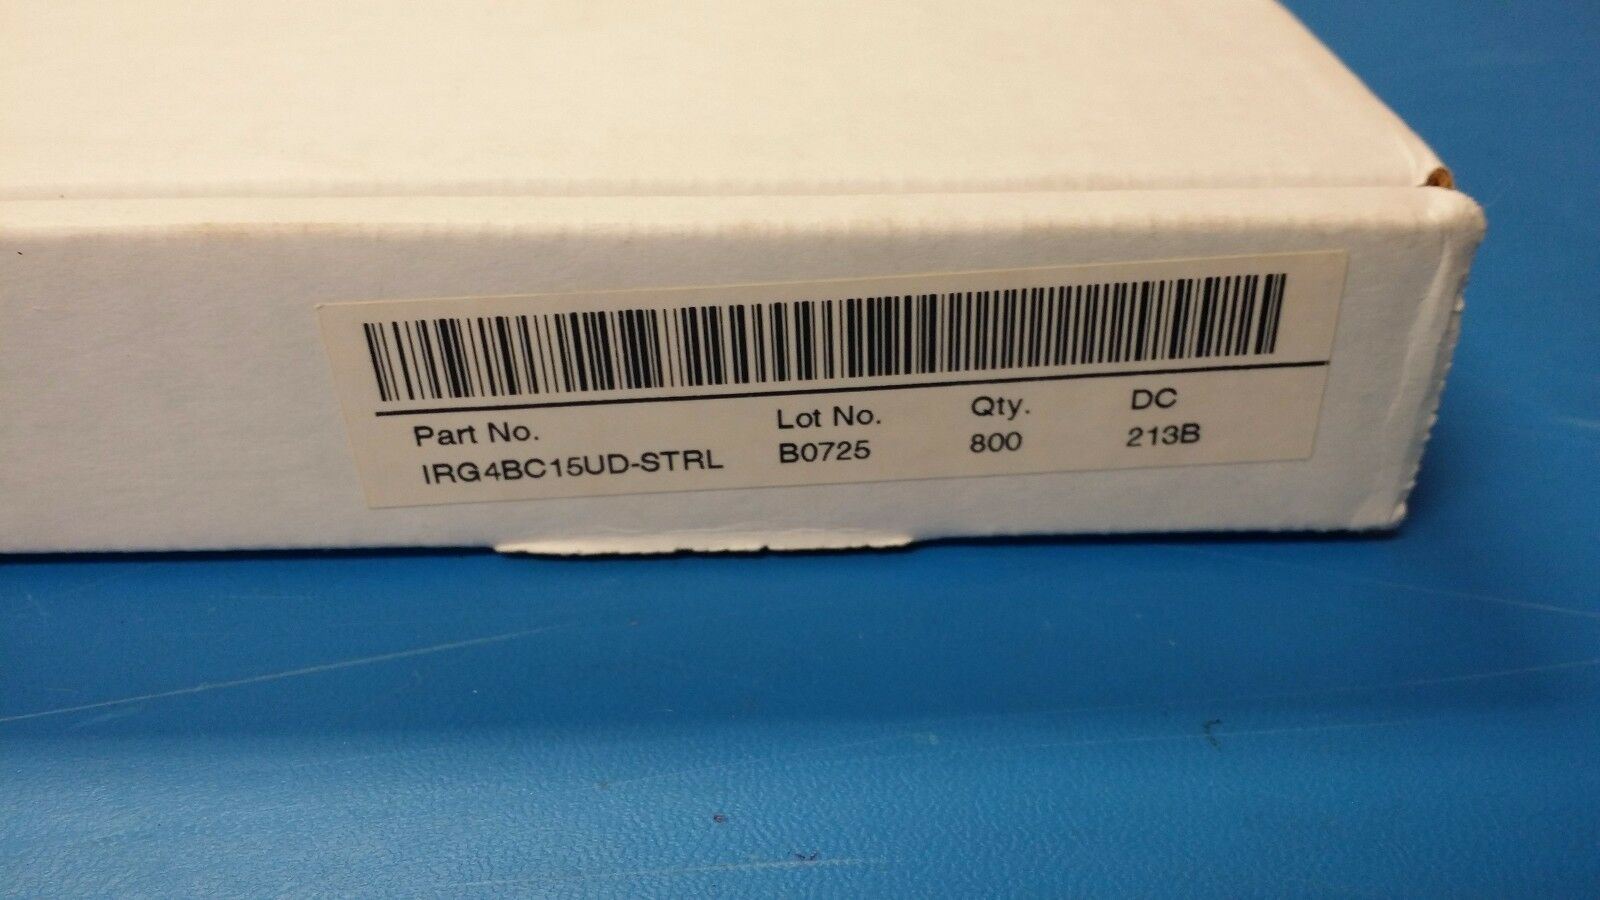 Part No. Lot No. Qty. DC
IRG4BC15UD-STRL B0725 800 213B